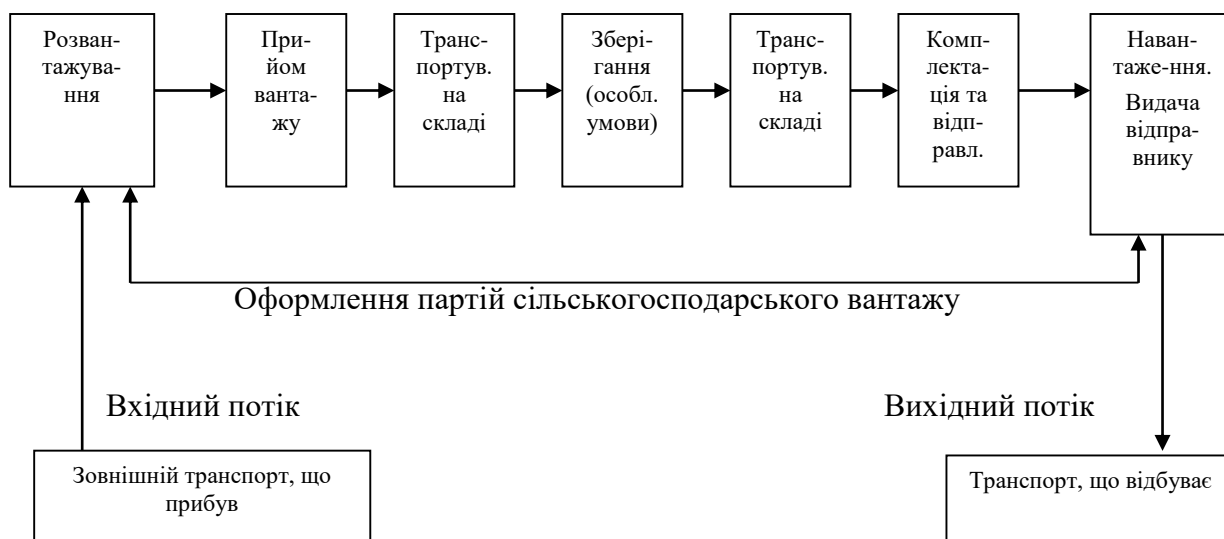 Розван-
тажува-
ння
При-
йом
ванта-
жу
Транс-
портув.
на
складі
Збері-
гання
(особл.
умови)
Транс-
портув.
на
складі
Комп-
лекта-
ція та
відп-
равл.
Наван-
таже-ння.
Видача
відпра-
внику
Оформлення партій сільськогосподарського вантажу
Вхідний потік
Вихідний потік
Зовнішній транспорт, що
прибув
Транспорт, що відбуває